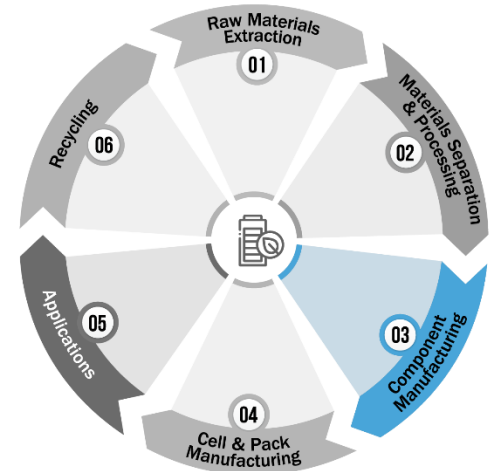 Raw Materials
Extraction
01
Materials Separation
& Processing
02
Component
Manufacturing
03
Cell & Pack
Manufacturing
04
Applications
05
Recycling
06